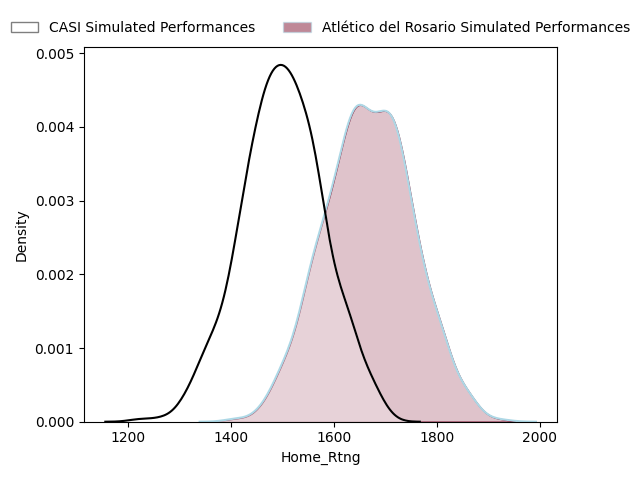 CASI Simulated Performances
Atlético del Rosario Simulated Performances
0.005
0.004
0.003
0.002
0.001
0.000
Density
1200 1400 1600 1800 2000
Home_Rtng